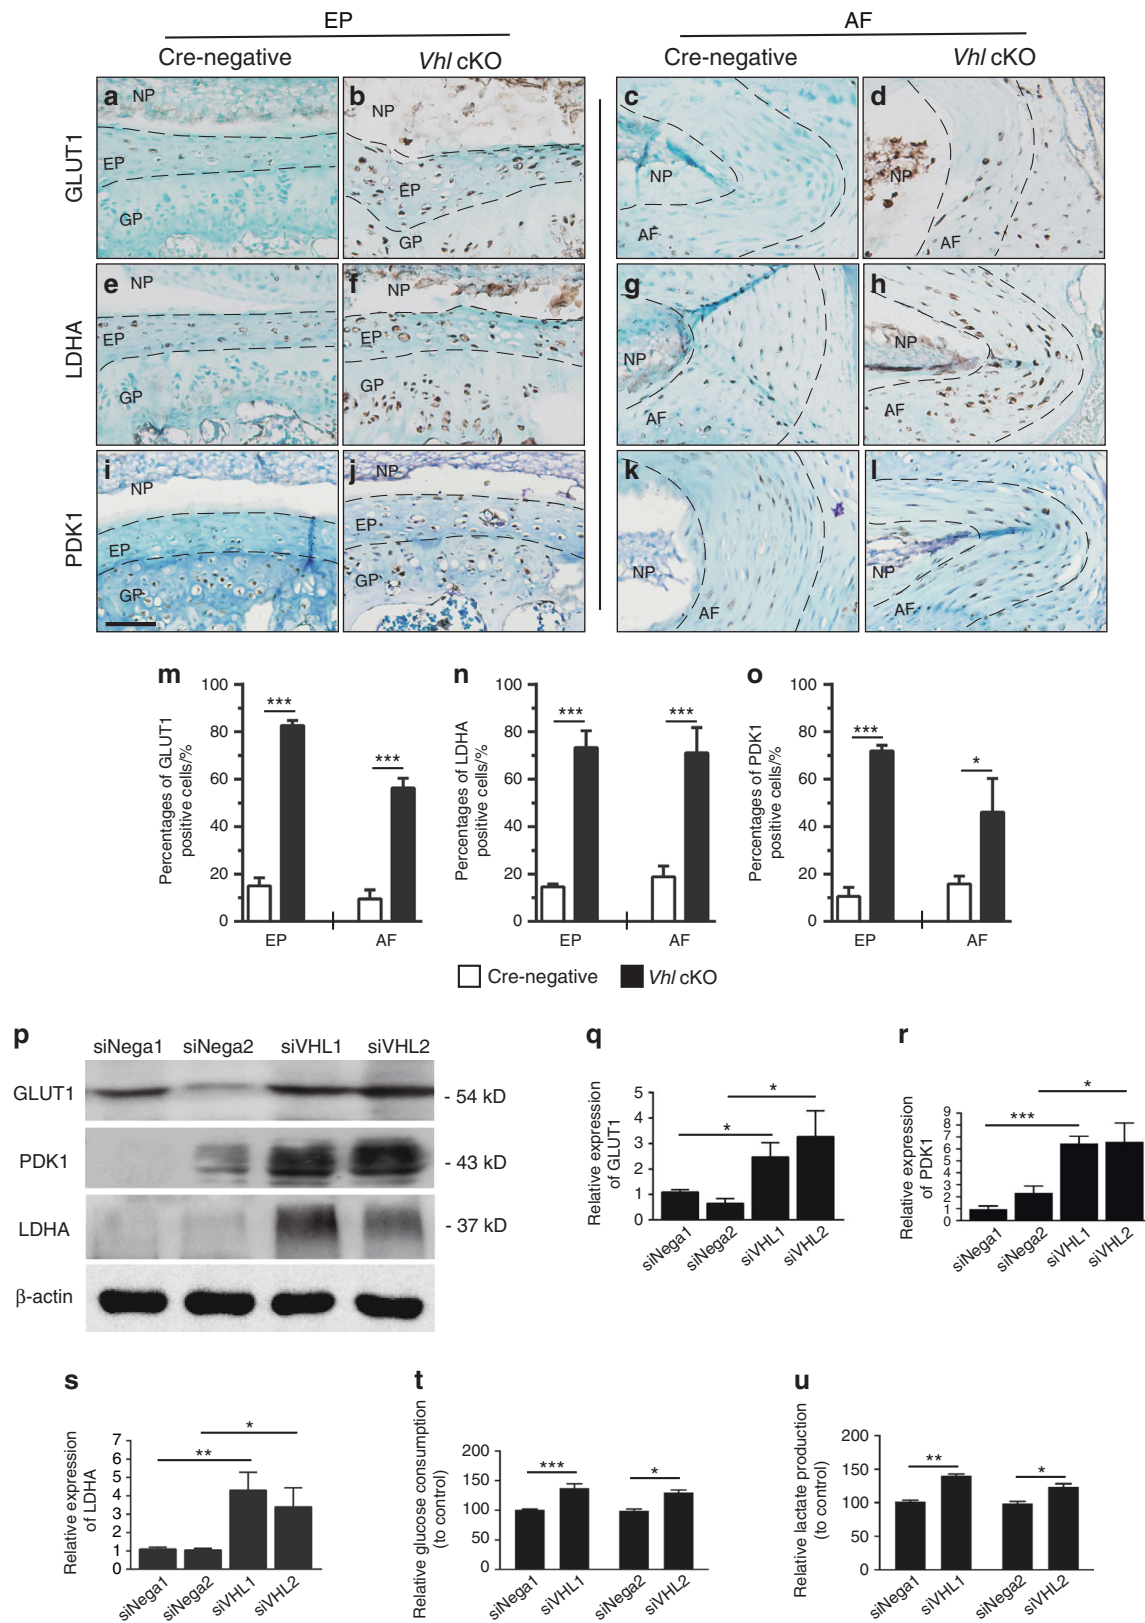 EP
AF
Cre-negative
Vhl cKO
Cre-negative
Vhl cKO
GLUT1
a
NP
EP
GP
b
NP
EP
GP
c
NP
AF
d
NP
AF
LDHA
e
NP
EP
GP
f
NP
EP
GP
g
NP
AF
h
NP
AF
PDK1
i
NP
EP
GP
j
NP
EP
GP
k
NP
AF
l
NP
AF
m
Percentages of GLUT1
positive cells/%
100
80
60
40
20
0
***
***
EP
AF
n
Percentages of LDHA
positive cells/%
100
80
60
40
20
0
***
***
EP
AF
o
Percentages of PDK1
positive cells/%
100
80
60
40
20
0
***
*
EP
AF
Cre-negative
Vhl cKO
p
siNega1 siNega2 siVHL1 siVHL2
GLUT1
- 54 kD
PDK1
- 43 kD
LDHA
- 37 kD
β-actin
q
Relative expression
of GLUT1
5
4
3
2
1
0
*
*
siNega1
siNega2
siVHL1
siVHL2
r
Relative expression
of PDK1
9
8
7
6
5
4
3
2
1
0
***
*
siNega1
siNega2
siVHL1
siVHL2
s
Relative expression
of LDHA
7
6
5
4
3
2
1
0
**
*
siNega1
siNega2
siVHL1
siVHL2
t
Relative glucose consumption
(to control)
200
150
100
50
0
***
*
siNega1
siVHL1
siNega2
siVHL2
u
Relative lactate production
(to control)
200
150
100
50
0
**
*
siNega1
siVHL1
siNega2
siVHL2